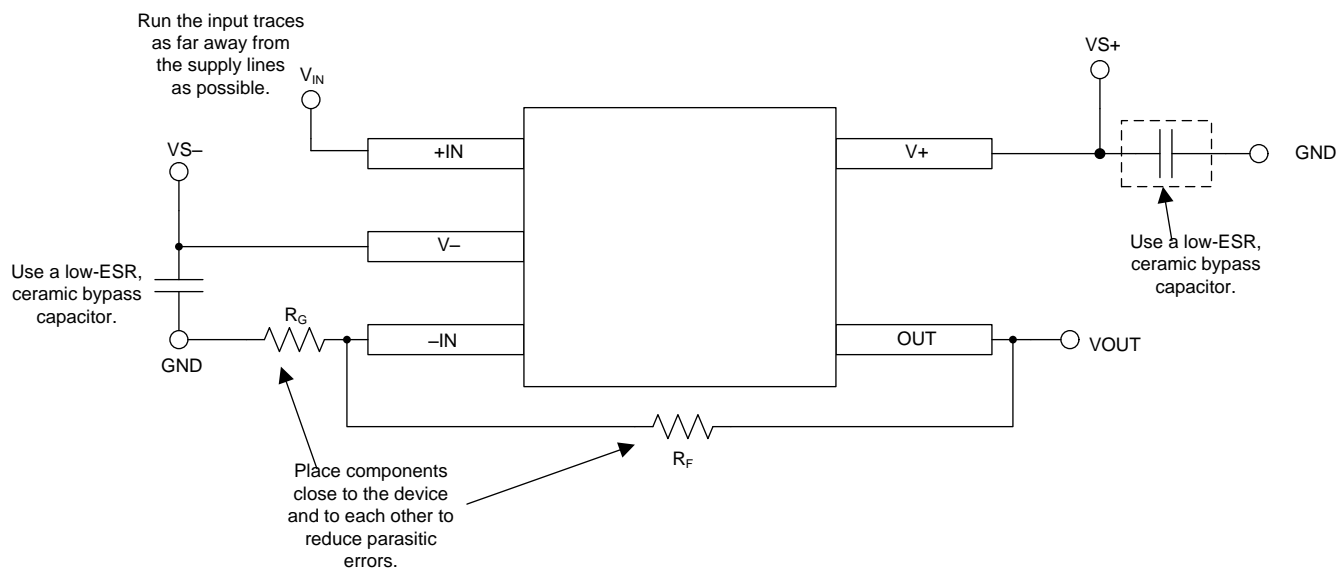 Run the input traces
as far away from
the supply lines
as possible.
VIN
VS+
VS–
+IN
V+
GND
V–
Use a low-ESR,
ceramic bypass
capacitor.
Use a low-ESR,
ceramic bypass
capacitor.
RG
–IN
OUT
VOUT
GND
RF
Place components
close to the device
and to each other to
reduce parasitic
errors.